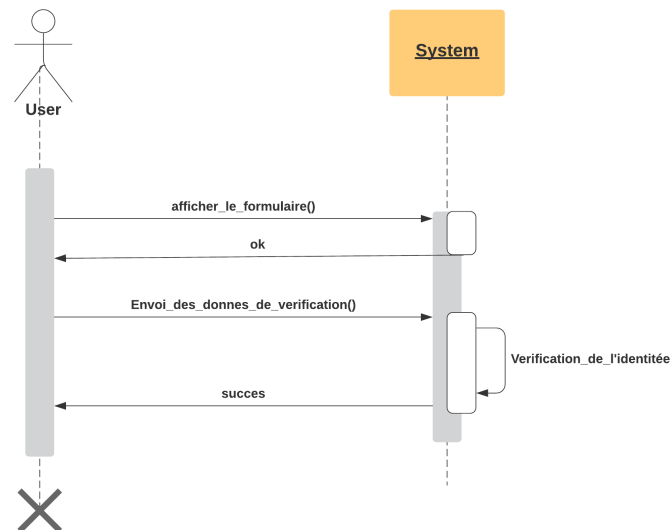 User
System
afficher_le_formulaire()
ok
Envoi_des_donnes_de_verification()
Verification_de_l'identitée
succes